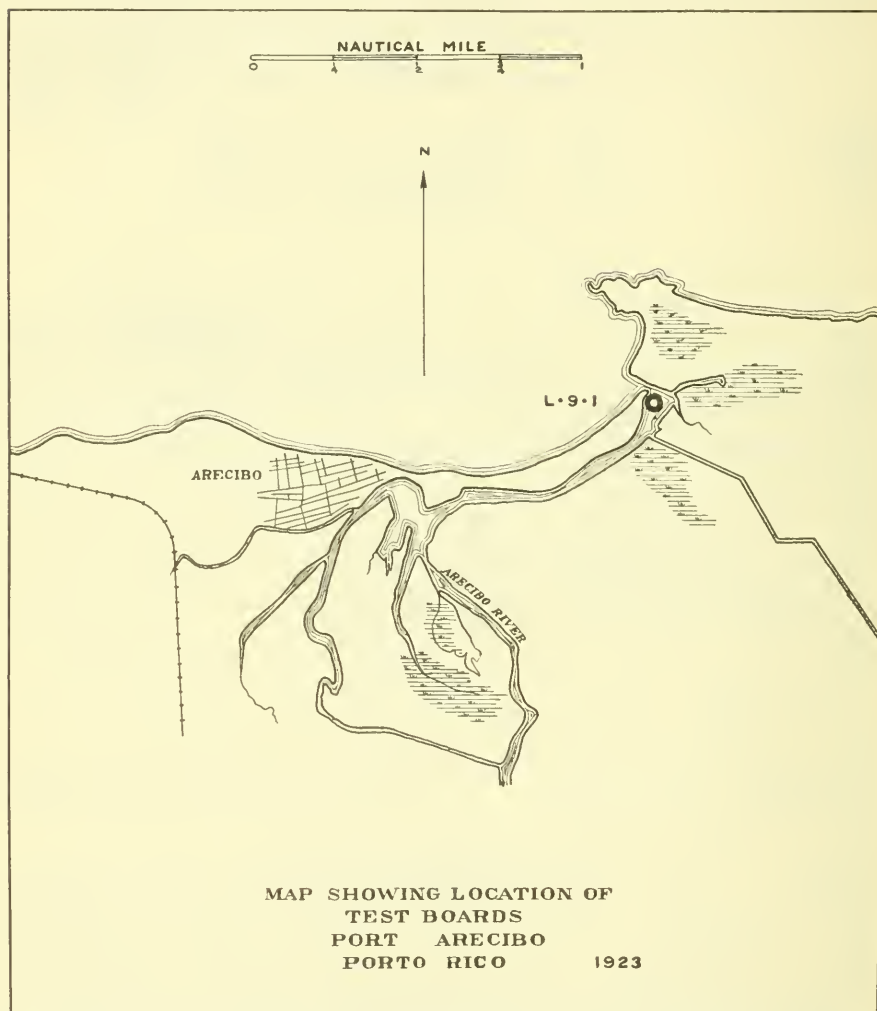 NAUTICAL MILE
0 1/4 1/2 3/4 1
N
L·9·1
ARECIBO
ARECIBO RIVER
MAP SHOWING LOCATION OF
TEST BOARDS
PORT ARECIBO
PORTO RICO 1923